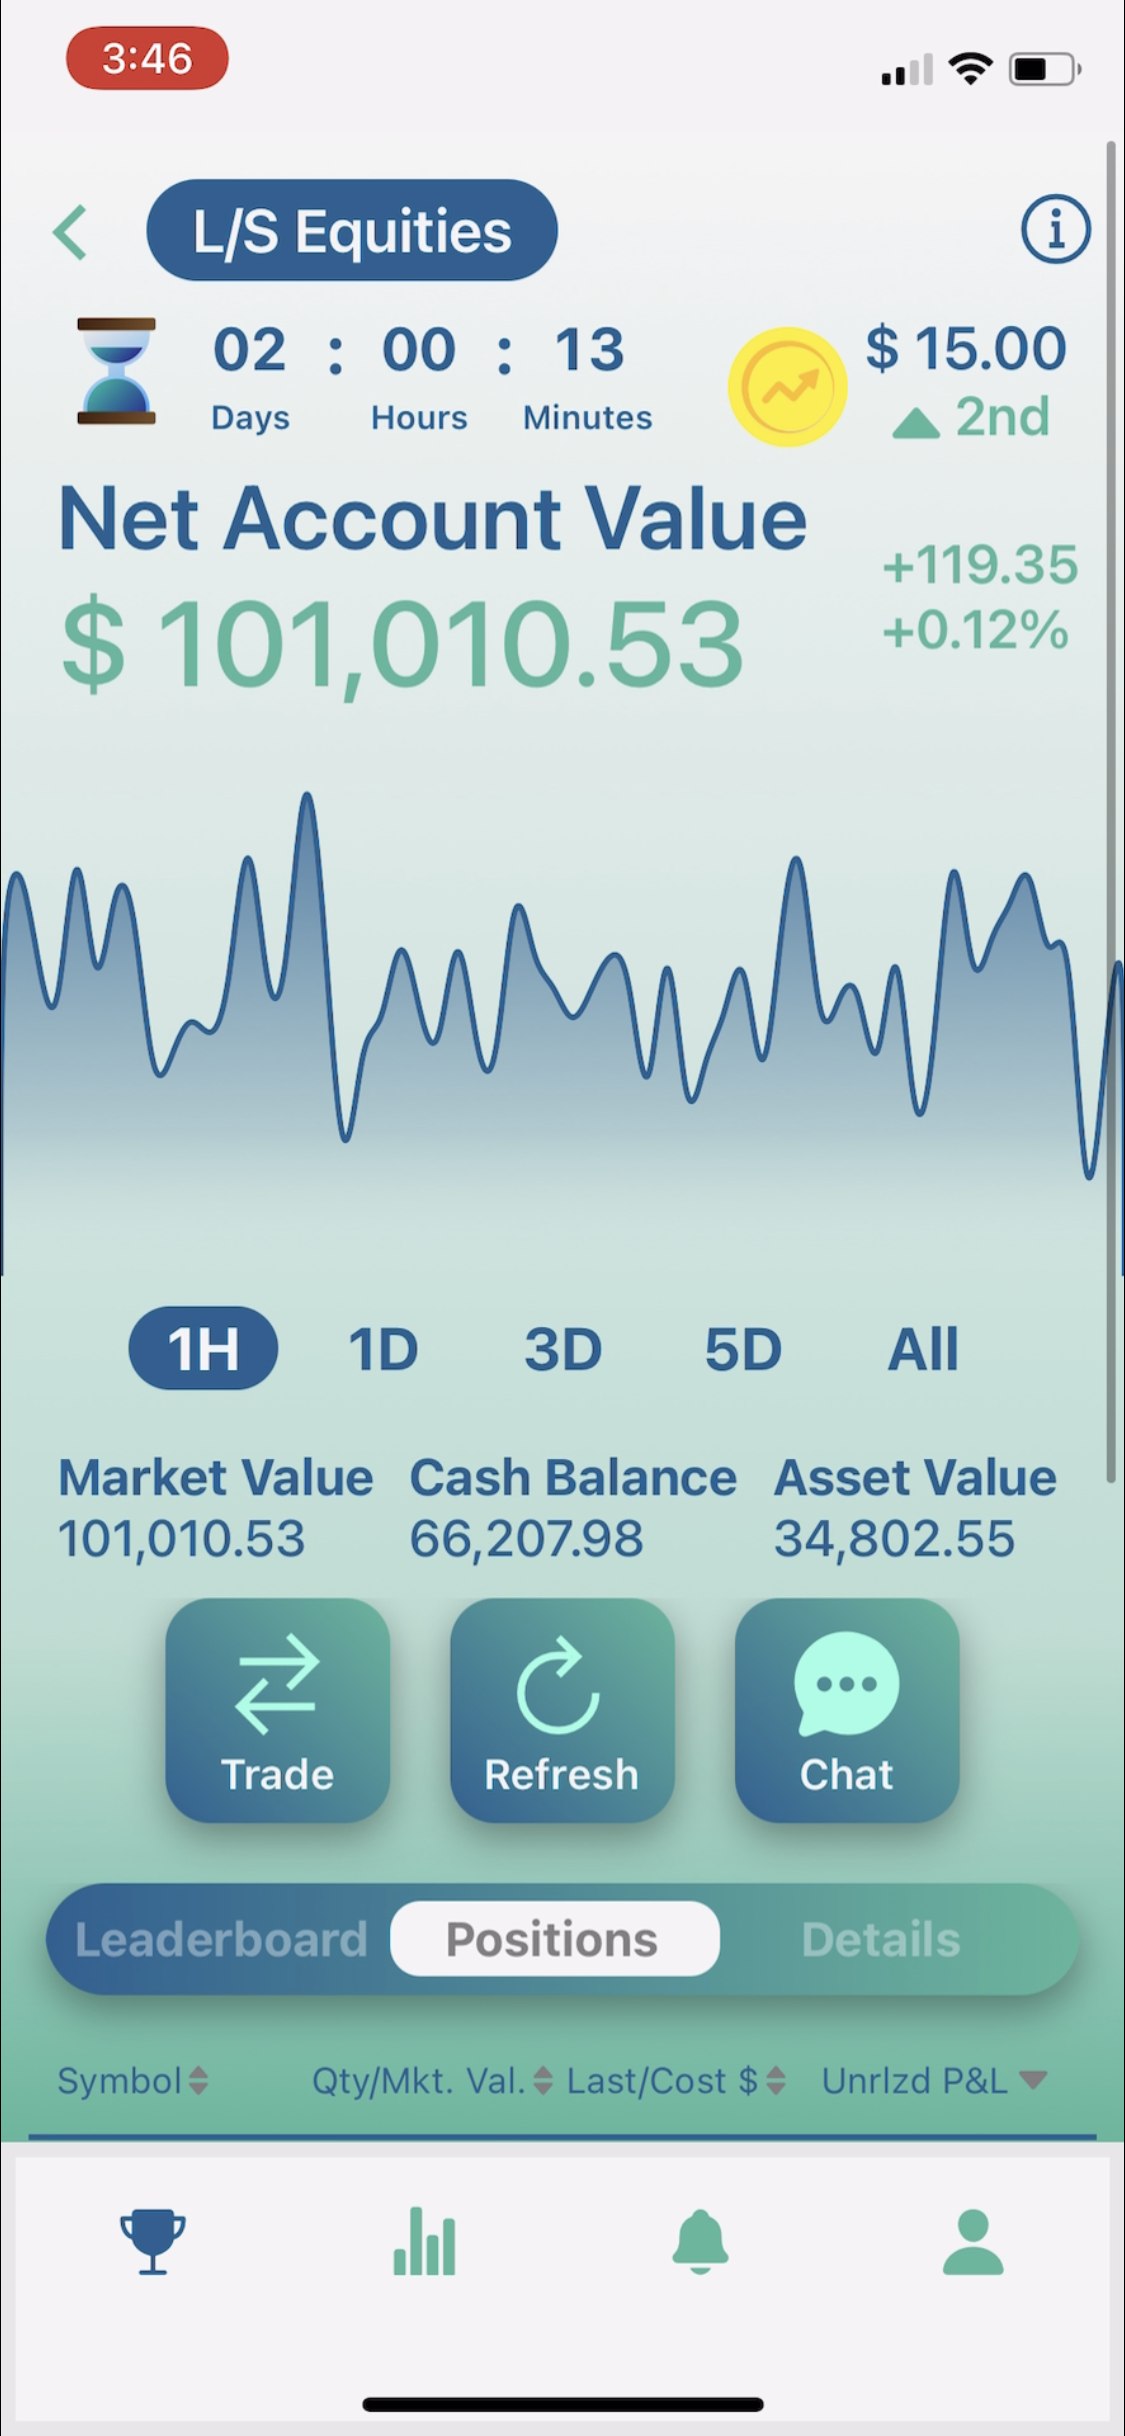 3:46
L/S Equities
02 : 00 : 13
Days Hours Minutes
$ 15.00
2nd
Net Account Value
$ 101,010.53
+119.35
+0.12%
1H 1D 3D 5D All
Market Value Cash Balance Asset Value
101,010.53 66,207.98 34,802.55
Trade Refresh Chat
Leaderboard Positions Details
Symbol Qty/Mkt. Val. Last/Cost $ Unrlzd P&L